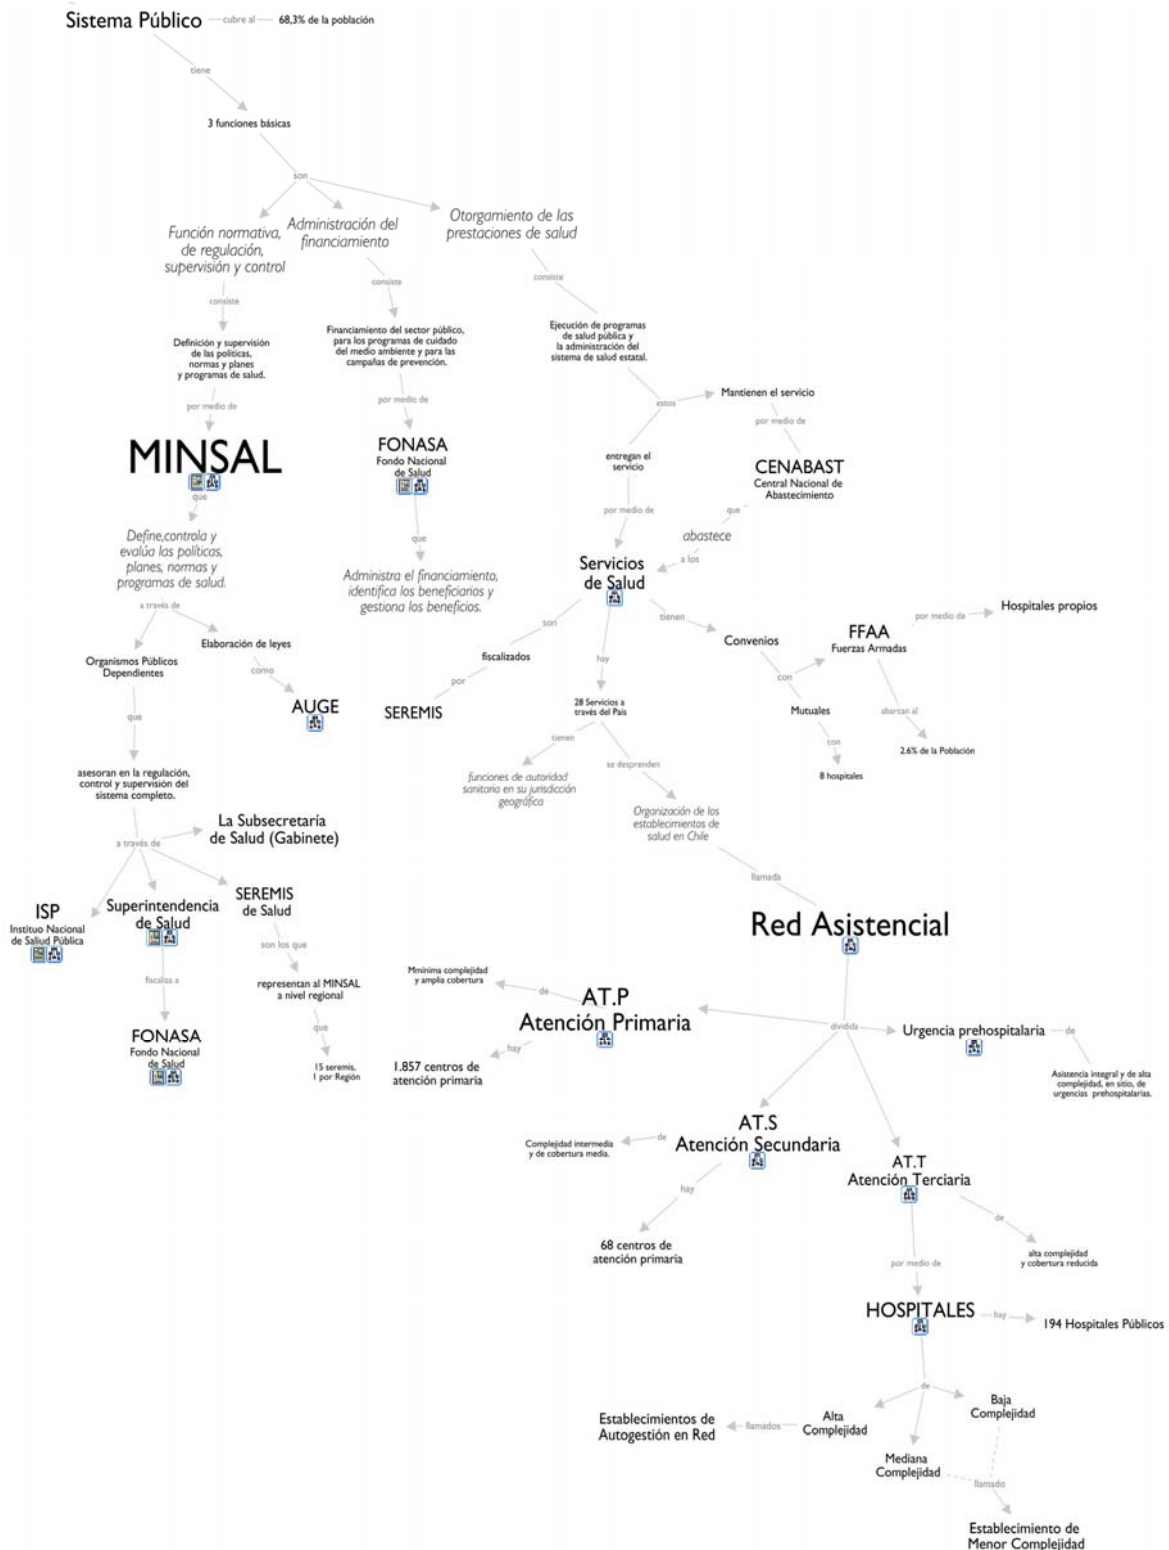 Sistema Público
cubre al
68,3% de la población
tiene
3 funciones básicas
son
Función normativa,
de regulación,
supervisión y control
Administración del
financiamiento
Otorgamiento de las
prestaciones de salud
consiste
consiste
consiste
Definición y supervisión
de las políticas,
normas y planes
y programas de salud.
Financiamiento del sector público,
para los programas de cuidado
del medio ambiente y para las
campañas de prevención.
Ejecución de programas
de salud pública y
la administración del
sistema de salud estatal.
por medio de
por medio de
estos
Mantienen el servicio
por medio de
MINSAL
FONASA
Fondo Nacional
de Salud
entregan el
servicio
CENABAST
Central Nacional de
Abastecimiento
que
que
por medio de
que
abastece
a los
Define,controla y
evalúa las políticas,
planes, normas y
programas de salud.
Administra el financiamiento,
identifica los beneficiarios y
gestiona los beneficios.
Servicios
de Salud
a través de
Elaboración de leyes
como
AUGE
Organismos Públicos
Dependientes
que
son
fiscalizados
por
SEREMIS
hay
28 Servicios a
través del País
tienen
Convenios
con
FFAA
Fuerzas Armadas
por medio de
Hospitales propios
abarcan al
2.6% de la Población
Mutuales
con
8 hospitales
tienen
funciones de autoridad
sanitaria en su jurisdicción
geográfica
se desprenden
Organización de los
establecimientos de
salud en Chile
llamada
asesoran en la regulación,
control y supervisión del
sistema completo.
a través de
La Subsecretaría
de Salud (Gabinete)
ISP
Instituo Nacional
de Saliud Pública
Superintendencia
de Salud
SEREMIS
de Salud
fiscaliza a
FONASA
Fondo Nacional
de Salud
son los que
representan al MINSAL
a nivel regional
que
15 seremis,
1 por Región
Red Asistencial
dividida
Mminima complejidad
y amplia cobertura
de
AT.P
Atención Primaria
hay
1.857 centros de
atención primaria
Urgencia prehospitalaria
de
Asistencia integral y de alta
complejidad, en sitio, de
urgencias prehospitalarias.
AT.S
Atención Secundaria
de
Complejidad intermedia
y de cobertura media.
hay
68 centros de
atención primaria
AT.T
Atención Terciaria
de
alta complejidad
y cobertura reducida
por medio de
HOSPITALES
hay
194 Hospitales Públicos
de
Baja
Complejidad
Alta
Complejidad
llamados
Establecimientos de
Autogestión en Red
Mediana
Complejidad
llamado
Establecimiento de
Menor Complejidad